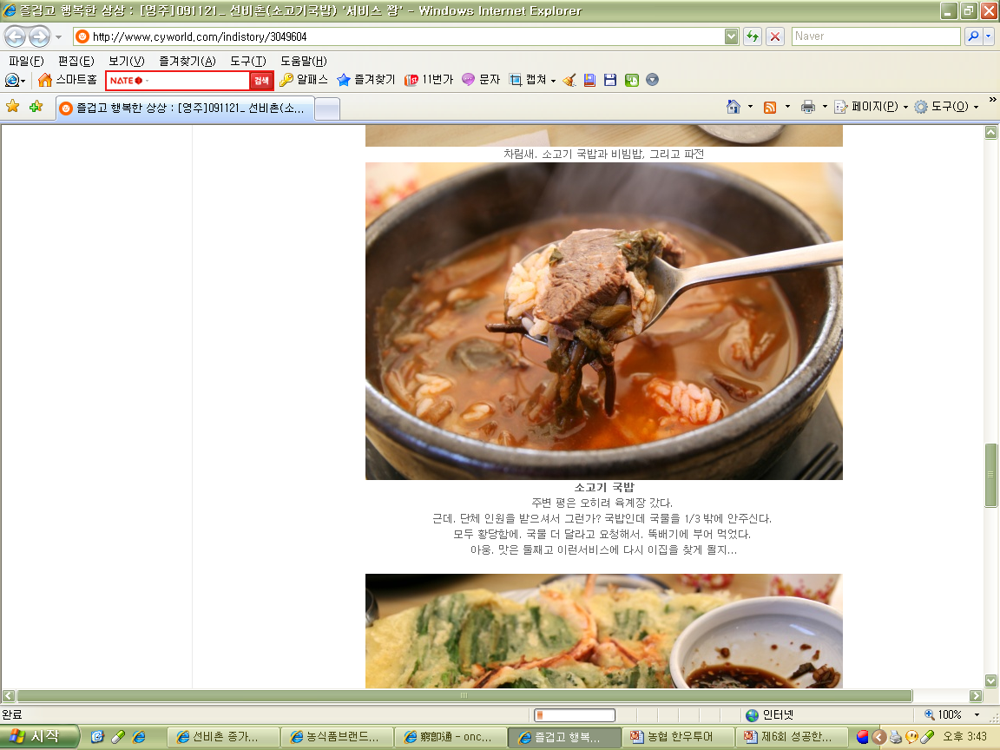 즐겁고 행복한 상상 : [영주]091121_ 선비촌(소고기국밥) '서비스 짱' - Windows Internet Explorer
http://www.cyworld.com/indistory/3049604
Naver
파일(F) 편집(E) 보기(V) 즐겨찾기(A) 도구(T) 도움말(H)
스마트홈 NATE 검색 알패스 즐겨찾기 11번가 문자 캡쳐
즐겁고 행복한 상상 : [영주]091121_ 선비촌(소... 페이지(P) 도구(O)
차림새. 소고기 국밥과 비빔밥, 그리고 파전
소고기 국밥
주변 평은 오히려 육계장 갔다.
근데. 단체 인원을 받으셔서 그런가? 국밥인데 국물을 1/3 밖에 안주신다.
모두 황당함에. 국물 더 달라고 요청해서. 뚝배기에 부어 먹었다.
아웅. 맛은 둘째고 이런서비스에 다시 이집을 찾게 될지...
완료 인터넷 100%
시작 선비촌 종가... 농식품브랜드... 窮卽通 - onc... 즐겁고 행복... 농협 한우투어 제6회 성공한... 오후 3:43